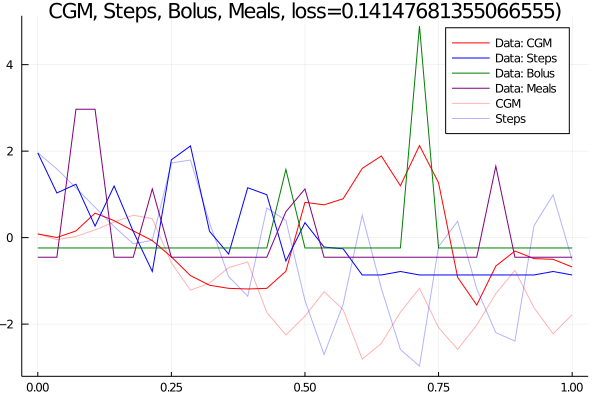 CGM, Steps, Bolus, Meals, loss=0.14147681355066555)
Data: CGM
Data: Steps
Data: Bolus
Data: Meals
CGM
Steps
4
2
0
−2
0.00 0.25 0.50 0.75 1.00